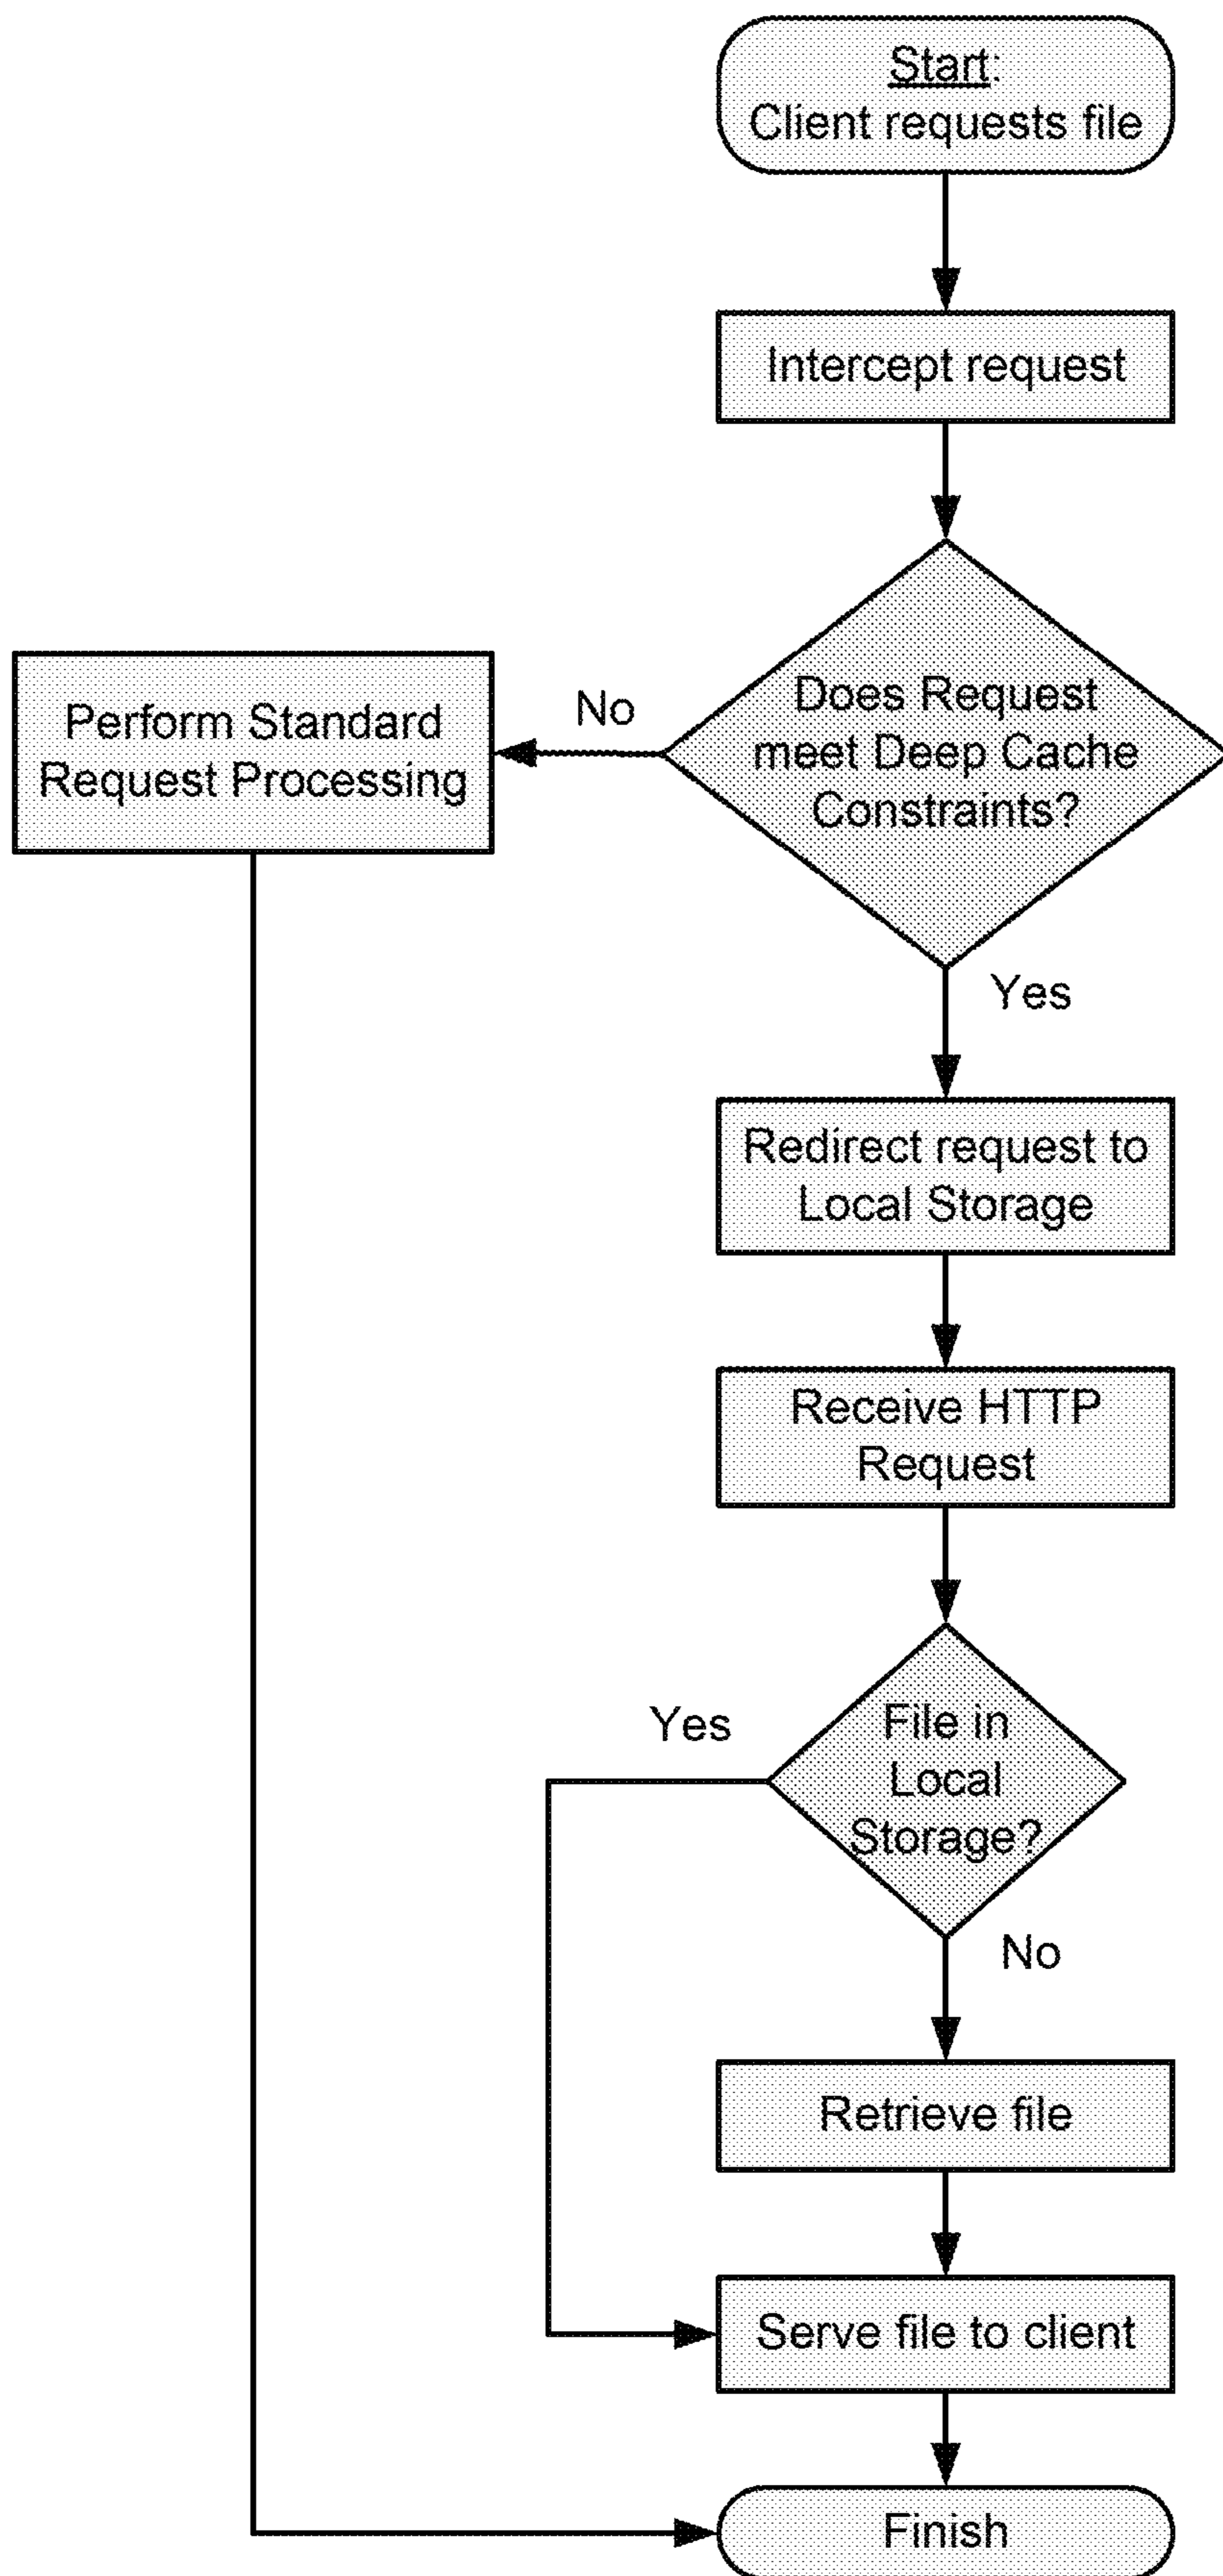 Start:
Client requests file
Intercept request
Does Request
meet Deep Cache
Constraints?
No
Perform Standard
Request Processing
Yes
Redirect request to
Local Storage
Receive HTTP
Request
File in
Local
Storage?
Yes
No
Retrieve file
Serve file to client
Finish